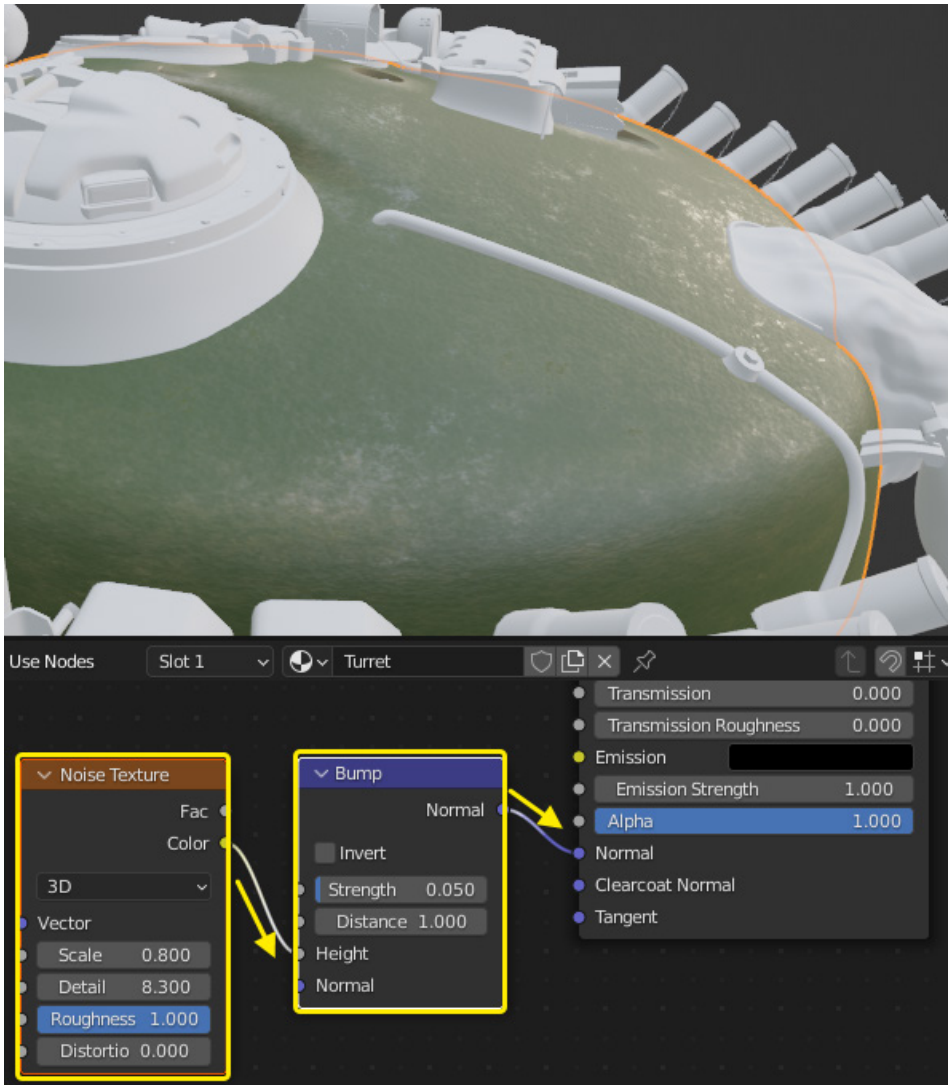 Use Nodes Slot 1 Turret
Transmission 0.000
Transmission Roughness 0.000
Emission
Emission Strength 1.000
Alpha 1.000
Normal
Clearcoat Normal
Tangent
Noise Texture
Fac
Color
3D
Vector
Scale 0.800
Detail 8.300
Roughness 1.000
Distortio 0.000
Bump
Normal
Invert
Strength 0.050
Distance 1.000
Height
Normal